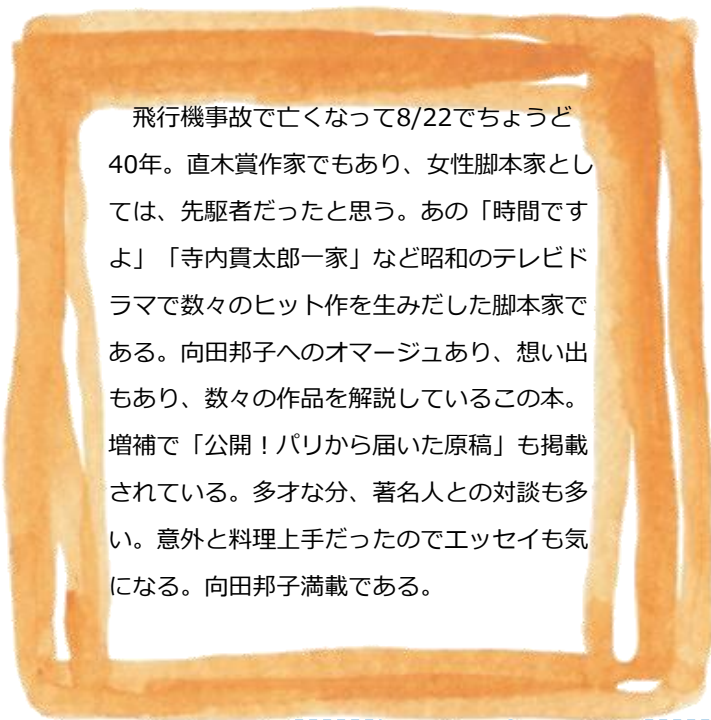 飛行機事故で亡くなって8/22でちょうど
40年。直木賞作家でもあり、女性脚本家とし
ては、先駆者だったと思う。あの「時間です
よ」「寺内貫太郎一家」など昭和のテレビド
ラマで数々のヒット作を生みだした脚本家で
ある。向田邦子へのオマージュあり、想い出
もあり、数々の作品を解説しているこの本。
増補で「公開！パリから届いた原稿」も掲載
されている。多才な分、著名人との対談も多
い。意外と料理上手だったのでエッセイも気
になる。向田邦子満載である。